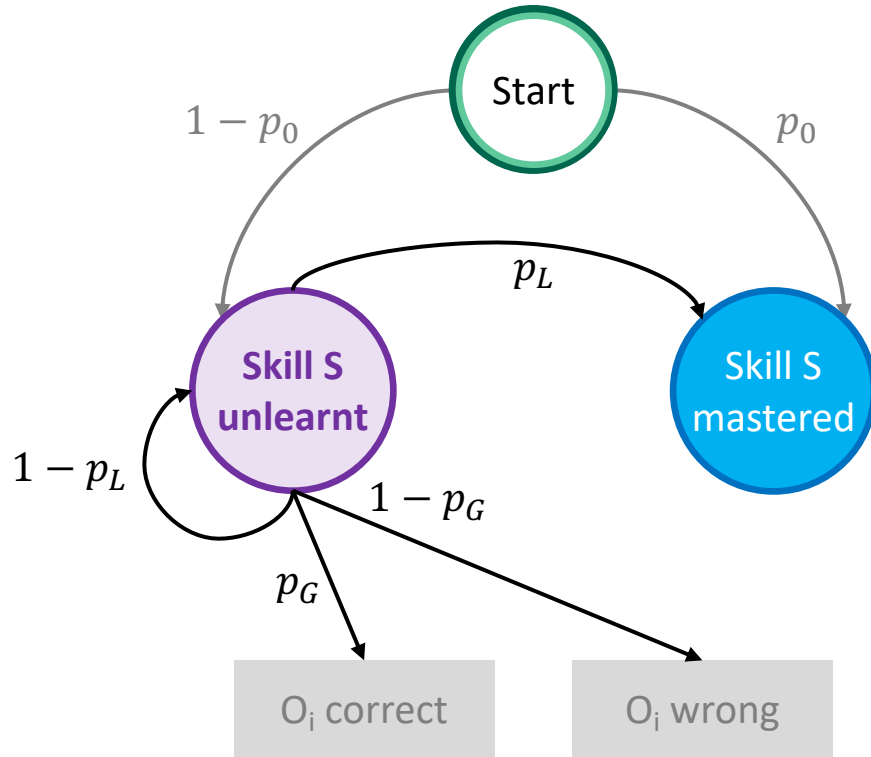 Start
1 − p₀
p₀
p_L
Skill S
unlearnt
Skill S
mastered
1 − p_L
1 − p_G
p_G
Oᵢ correct
Oᵢ wrong